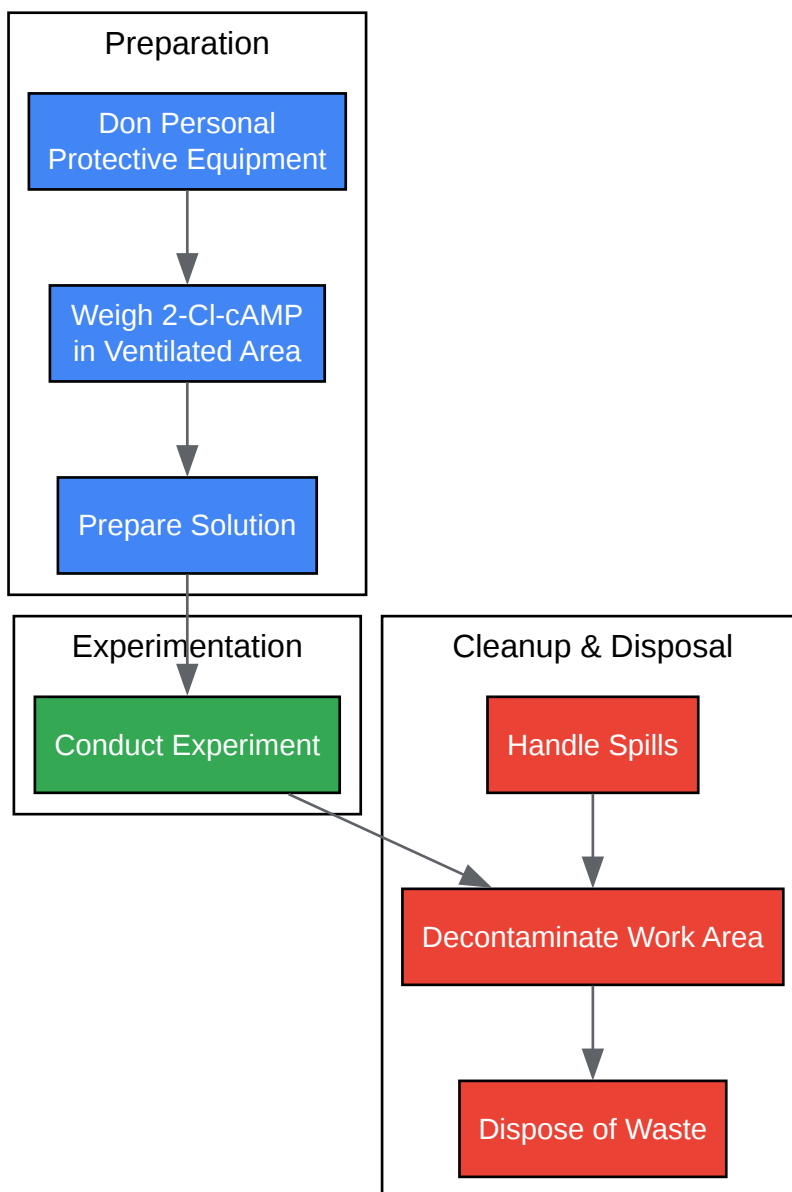 Preparation
Don Personal
Protective Equipment
Weigh 2-Cl-cAMP
in Ventilated Area
Prepare Solution
Experimentation
Conduct Experiment
Cleanup & Disposal
Handle Spills
Decontaminate Work Area
Dispose of Waste